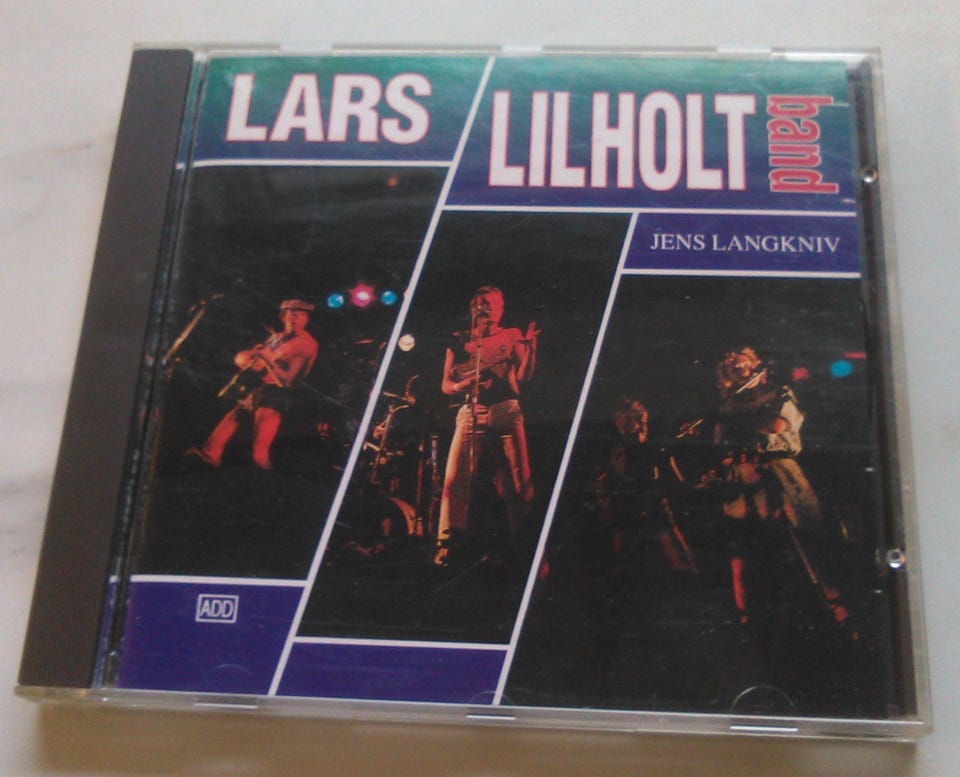 LARS
LILHOLT band
JENS LANGKNIV
ADD